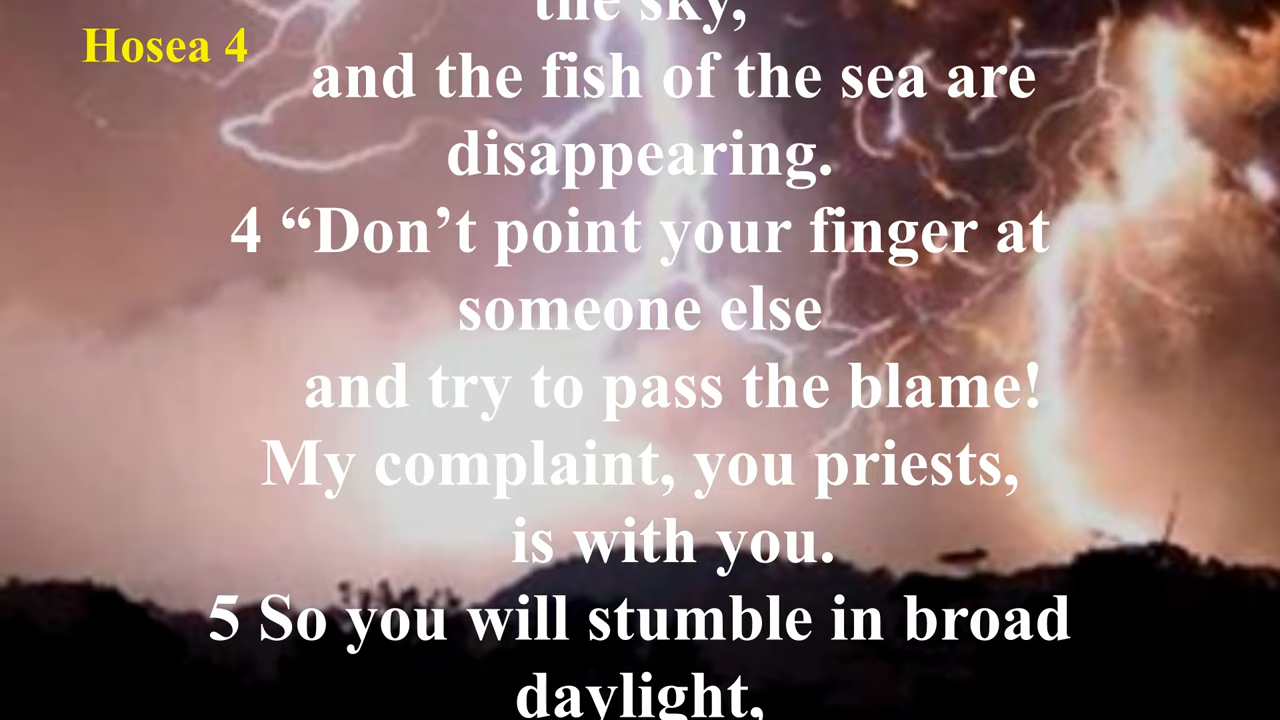 the sky,
Hosea 4
and the fish of the sea are
disappearing.
4 “Don’t point your finger at
someone else
and try to pass the blame!
My complaint, you priests,
is with you.
5 So you will stumble in broad
daylight,